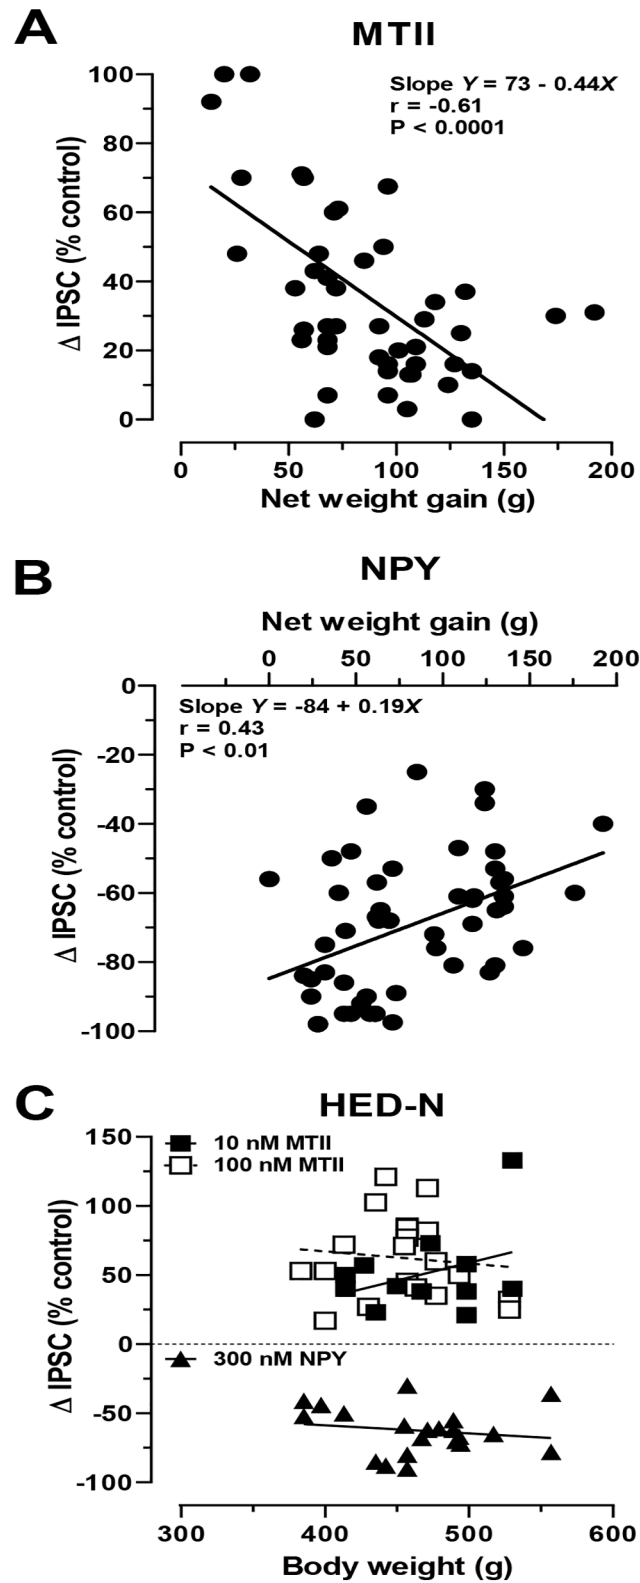 A
MTII
Slope Y = 73 - 0.44X
r = -0.61
P < 0.0001
Δ IPSC (% control)
100
80
60
40
20
0
0 50 100 150 200
Net weight gain (g)
B
NPY
Net weight gain (g)
0 50 100 150 200
Slope Y = -84 + 0.19X
r = 0.43
P < 0.01
Δ IPSC (% control)
0
-20
-40
-60
-80
-100
C
HED-N
10 nM MTII
100 nM MTII
300 nM NPY
Δ IPSC (% control)
150
100
50
0
-50
-100
300 400 500 600
Body weight (g)